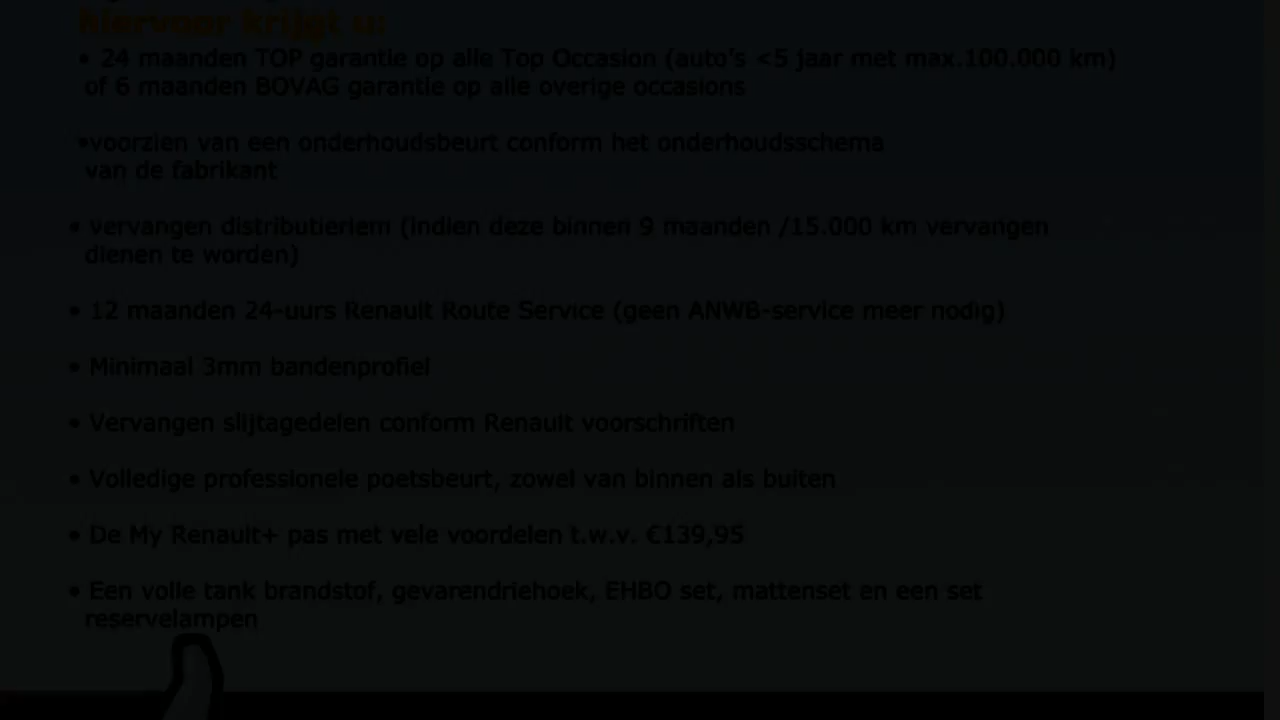 hiervoor krijgt u:
• 24 maanden TOP garantie op alle Top Occasion (auto's <5 jaar met max.100.000 km)
of 6 maanden BOVAG garantie op alle overige occasions
•voorzien van een onderhoudsbeurt conform het onderhoudsschema
van de fabrikant
• vervangen distributieriem (indien deze binnen 9 maanden /15.000 km vervangen
dienen te worden)
• 12 maanden 24-uurs Renault Route Service (geen ANWB-service meer nodig)
• Minimaal 3mm bandenprofiel
• Vervangen slijtagedelen conform Renault voorschriften
• Volledige professionele poetsbeurt, zowel van binnen als buiten
• De My Renault+ pas met vele voordelen t.w.v. €139,95
• Een volle tank brandstof, gevarendriehoek, EHBO set, mattenset en een set
reservelampen